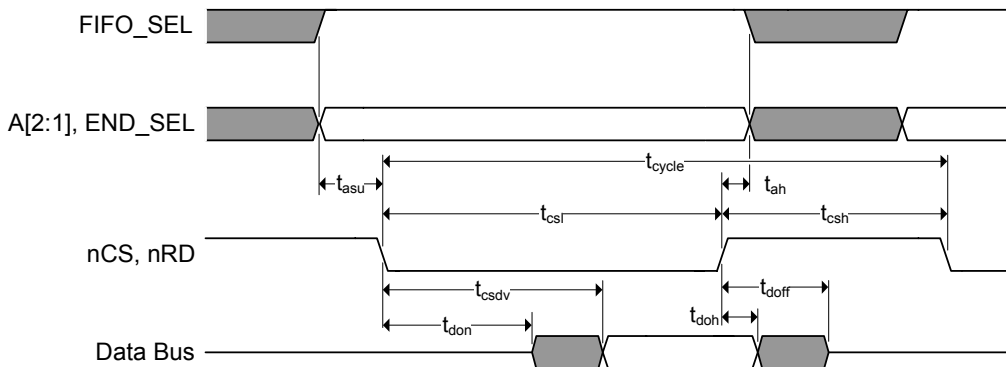 FIFO_SEL
A[2:1], END_SEL
tcycle
tasu
tah
tcsl
tcsh
nCS, nRD
tcsdv
tdoff
tdon
tdoh
Data Bus